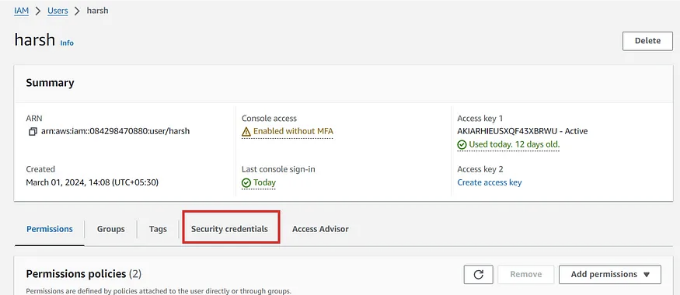 IAM > Users > harsh
harsh Info
Delete
Summary
ARN
arn:aws:iam::084298470880:user/harsh
Console access
Enabled without MFA
Access key 1
AKIARHIEUSXQF43XBRWU - Active
Used today. 12 days old.
Created
March 01, 2024, 14:08 (UTC+05:30)
Last console sign-in
Today
Access key 2
Create access key
Permissions Groups Tags Security credentials Access Advisor
Permissions policies (2)
Remove Add permissions
Permissions are defined by policies attached to the user directly or through groups.